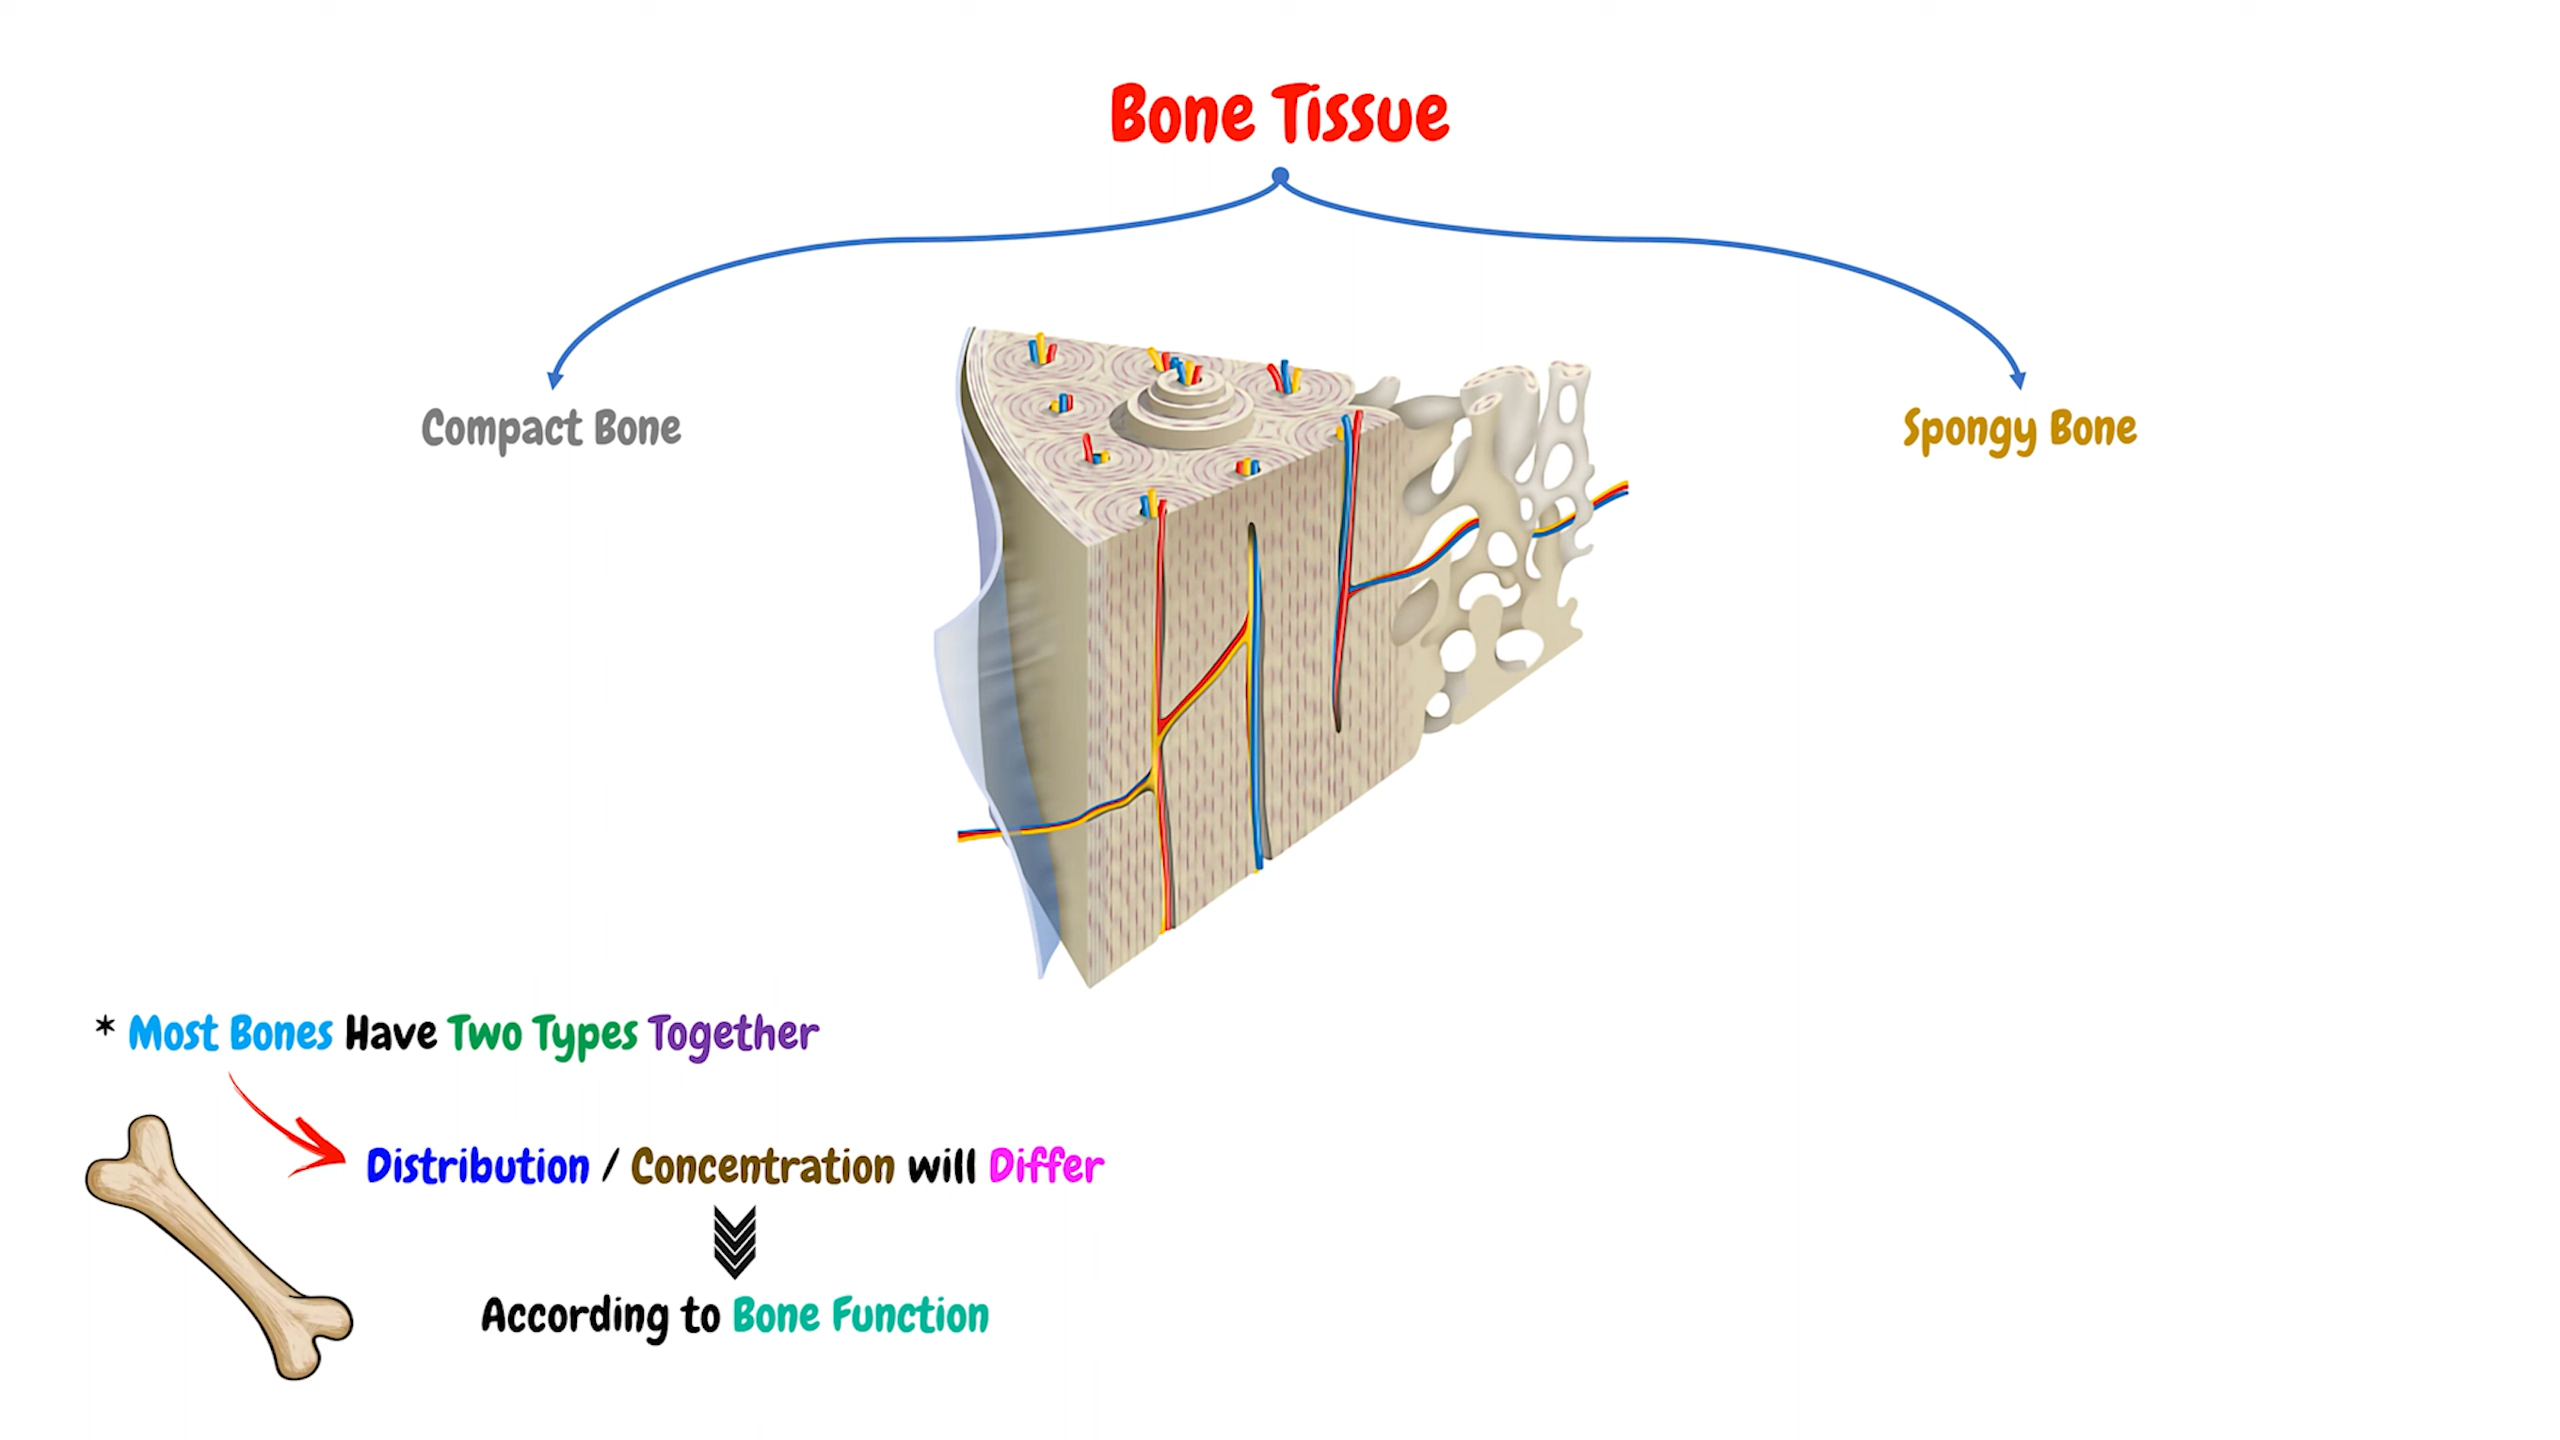 Bone Tissue
Compact Bone
Spongy Bone
* Most Bones Have Two Types Together
Distribution / Concentration will Differ
According to Bone Function